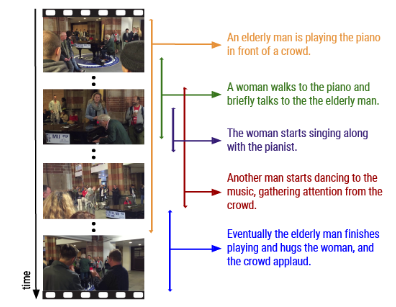 An elderly man is playing the piano
in front of a crowd.
A woman walks to the piano and
briefly talks to the the elderly man.
The woman starts singing along
with the pianist.
Another man starts dancing to the
music, gathering attention from the
crowd.
Eventually the elderly man finishes
playing and hugs the woman, and
the crowd applaud.
time